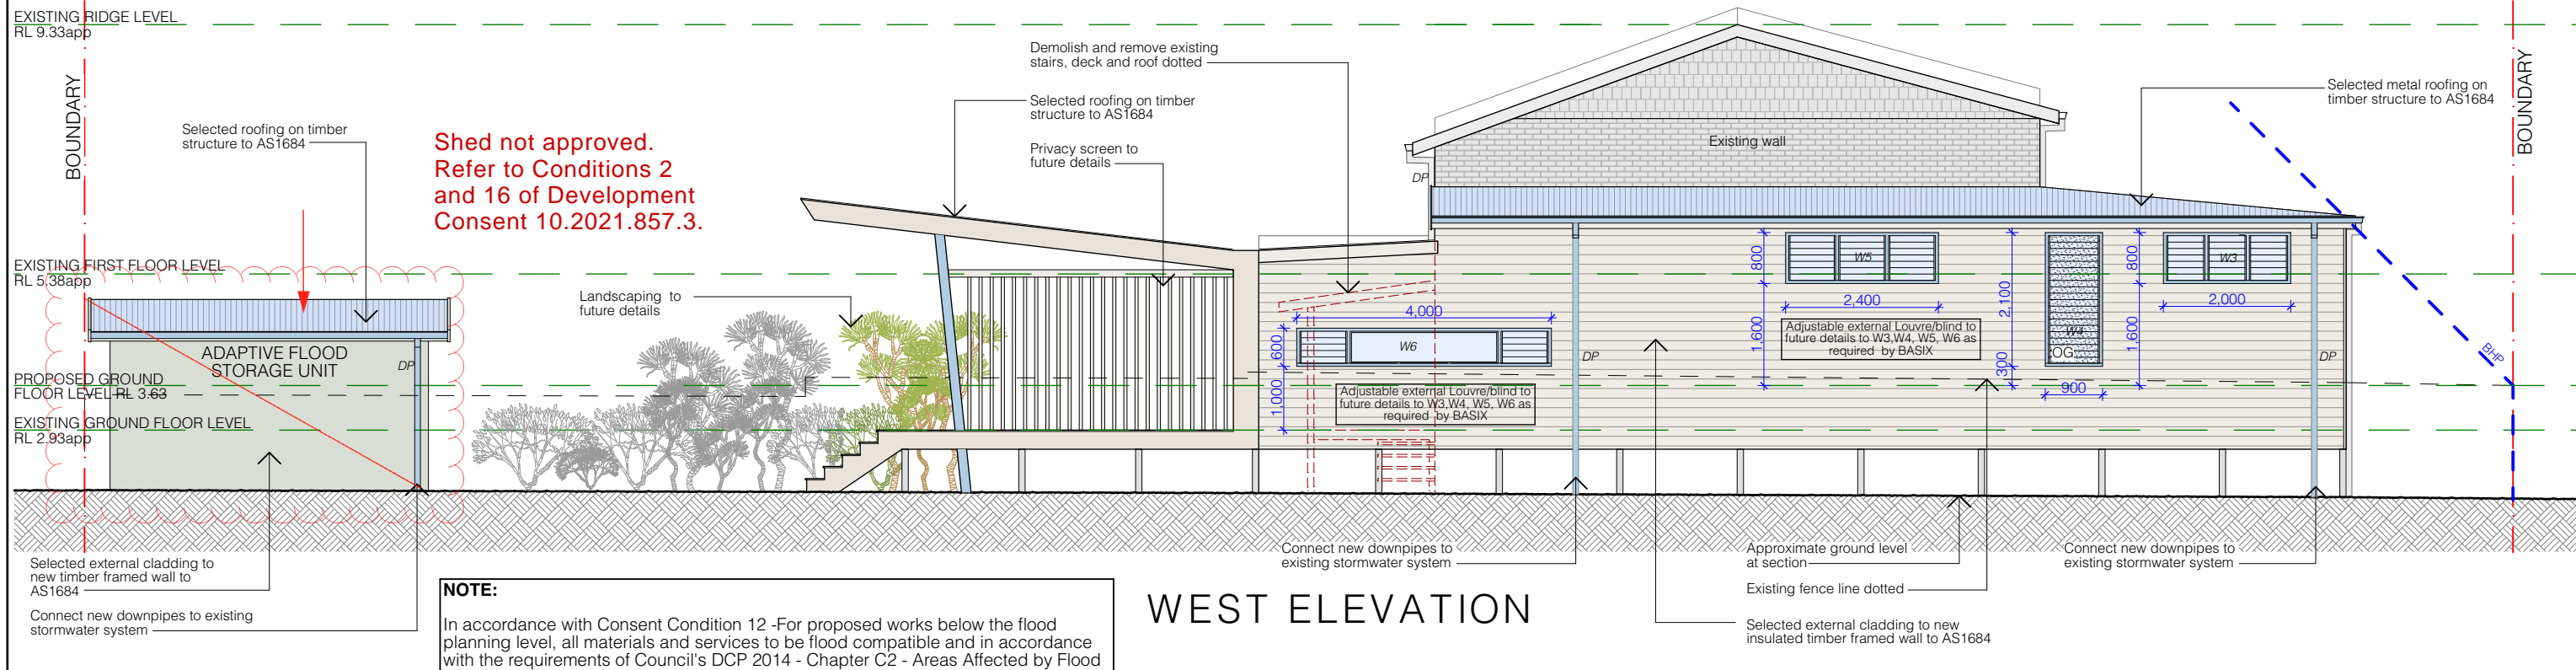 EXISTING RIDGE LEVEL
RL 9.33app
BOUNDARY
Selected roofing on timber
structure to AS1684
Shed not approved.
Refer to Conditions 2
and 16 of Development
Consent 10.2021.857.3.
Demolish and remove existing
stairs, deck and roof dotted
Selected roofing on timber
structure to AS1684
Privacy screen to
future details
Existing wall
DP
Selected metal roofing on
timber structure to AS1684
BOUNDARY
EXISTING FIRST FLOOR LEVEL
RL 5.38app
Landscaping to
future details
ADAPTIVE FLOOD
STORAGE UNIT
DP
PROPOSED GROUND
FLOOR LEVEL RL 3.63
EXISTING GROUND FLOOR LEVEL
RL 2.93app
4,000
600
1,000
W6
Adjustable external Louvre/blind to
future details to W3,W4, W5, W6 as
required by BASIX
DP
800
1,600
W5
2,400
Adjustable external Louvre/blind to
future details to W3,W4, W5, W6 as
required by BASIX
2,100
300
W4
OG
900
800
1,600
W3
2,000
DP
BHP
Selected external cladding to
new timber framed wall to
AS1684
Connect new downpipes to existing
stormwater system
NOTE:
In accordance with Consent Condition 12 -For proposed works below the flood
planning level, all materials and services to be flood compatible and in accordance
with the requirements of Council's DCP 2014 - Chapter C2 - Areas Affected by Flood
WEST ELEVATION
Connect new downpipes to
existing stormwater system
Approximate ground level
at section
Existing fence line dotted
Selected external cladding to new
insulated timber framed wall to AS1684
Connect new downpipes to
existing stormwater system